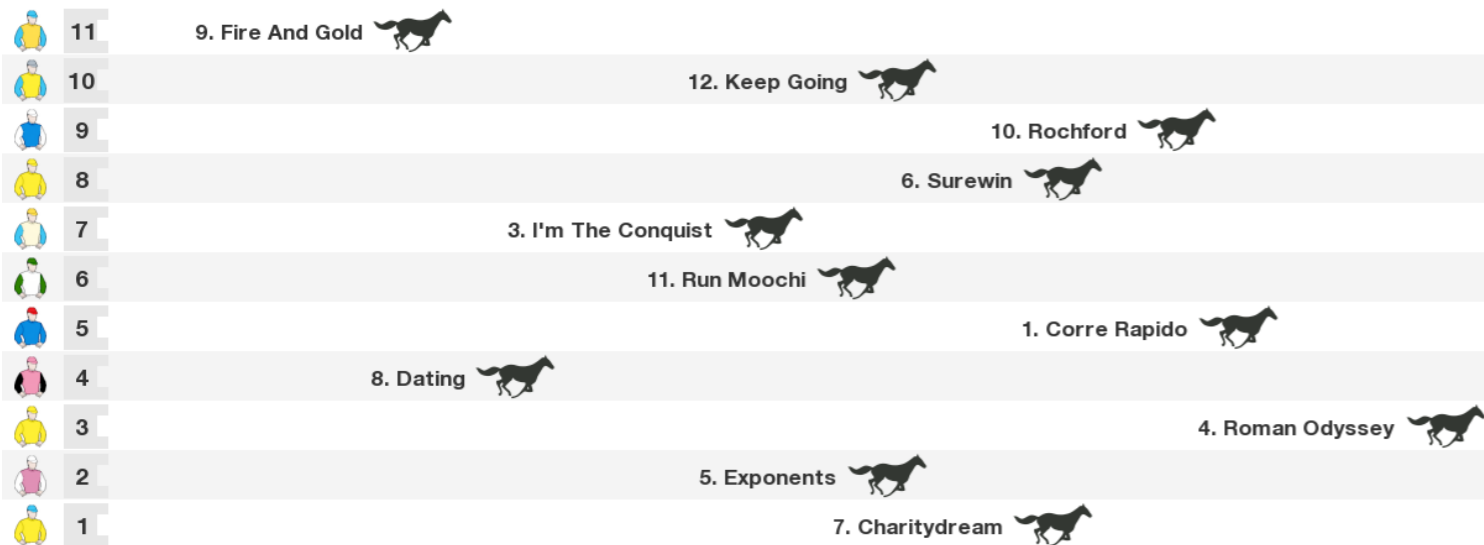 11 9. Fire And Gold
10 12. Keep Going
9 10. Rochford
8 6. Surewin
7 3. I'm The Conquist
6 11. Run Moochi
5 1. Corre Rapido
4 8. Dating
3 4. Roman Odyssey
2 5. Exponents
1 7. Charitydream